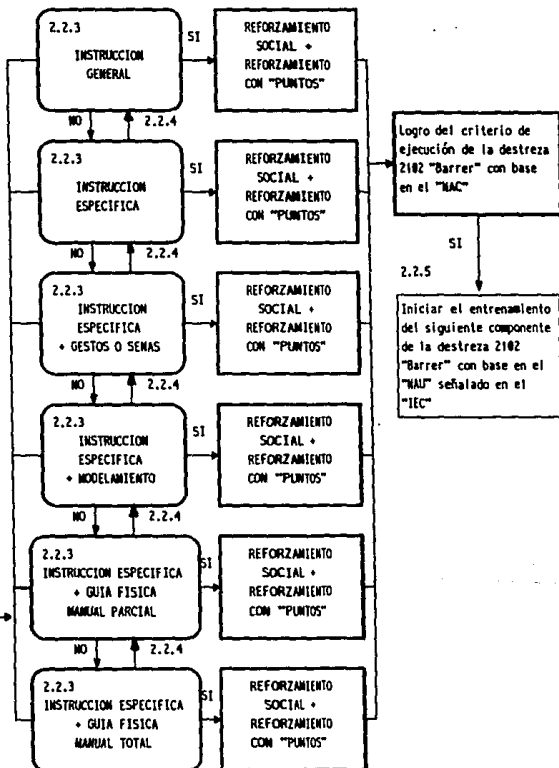 2.2.3
INSTRUCCION
GENERAL
SI
REFORZAMIENTO
SOCIAL +
REFORZAMIENTO
CON "PUNTOS"
NO
2.2.4
2.2.3
INSTRUCCION
ESPECIFICA
SI
REFORZAMIENTO
SOCIAL +
REFORZAMIENTO
CON "PUNTOS"
NO
2.2.4
2.2.3
INSTRUCCION
ESPECIFICA
+ GESTOS O SEÑAS
SI
REFORZAMIENTO
SOCIAL +
REFORZAMIENTO
CON "PUNTOS"
NO
2.2.4
2.2.3
INSTRUCCION
ESPECIFICA
+ MODELAMIENTO
SI
REFORZAMIENTO
SOCIAL +
REFORZAMIENTO
CON "PUNTOS"
NO
2.2.4
2.2.3
INSTRUCCION ESPECIFICA
+ GUIA FISICA
MANUAL PARCIAL
SI
REFORZAMIENTO
SOCIAL +
REFORZAMIENTO
CON "PUNTOS"
NO
2.2.4
2.2.3
INSTRUCCION ESPECIFICA
+ GUIA FISICA
MANUAL TOTAL
SI
REFORZAMIENTO
SOCIAL +
REFORZAMIENTO
CON "PUNTOS"
Logro del criterio de
ejecución de la destreza
2102 "Barrer" con base
en el "NAC"
SI
2.2.5
Iniciar el entrenamiento
del siguiente componente
de la destreza 2102
"Barrer" con base en el
"NAU" señalado en el
"IEC"